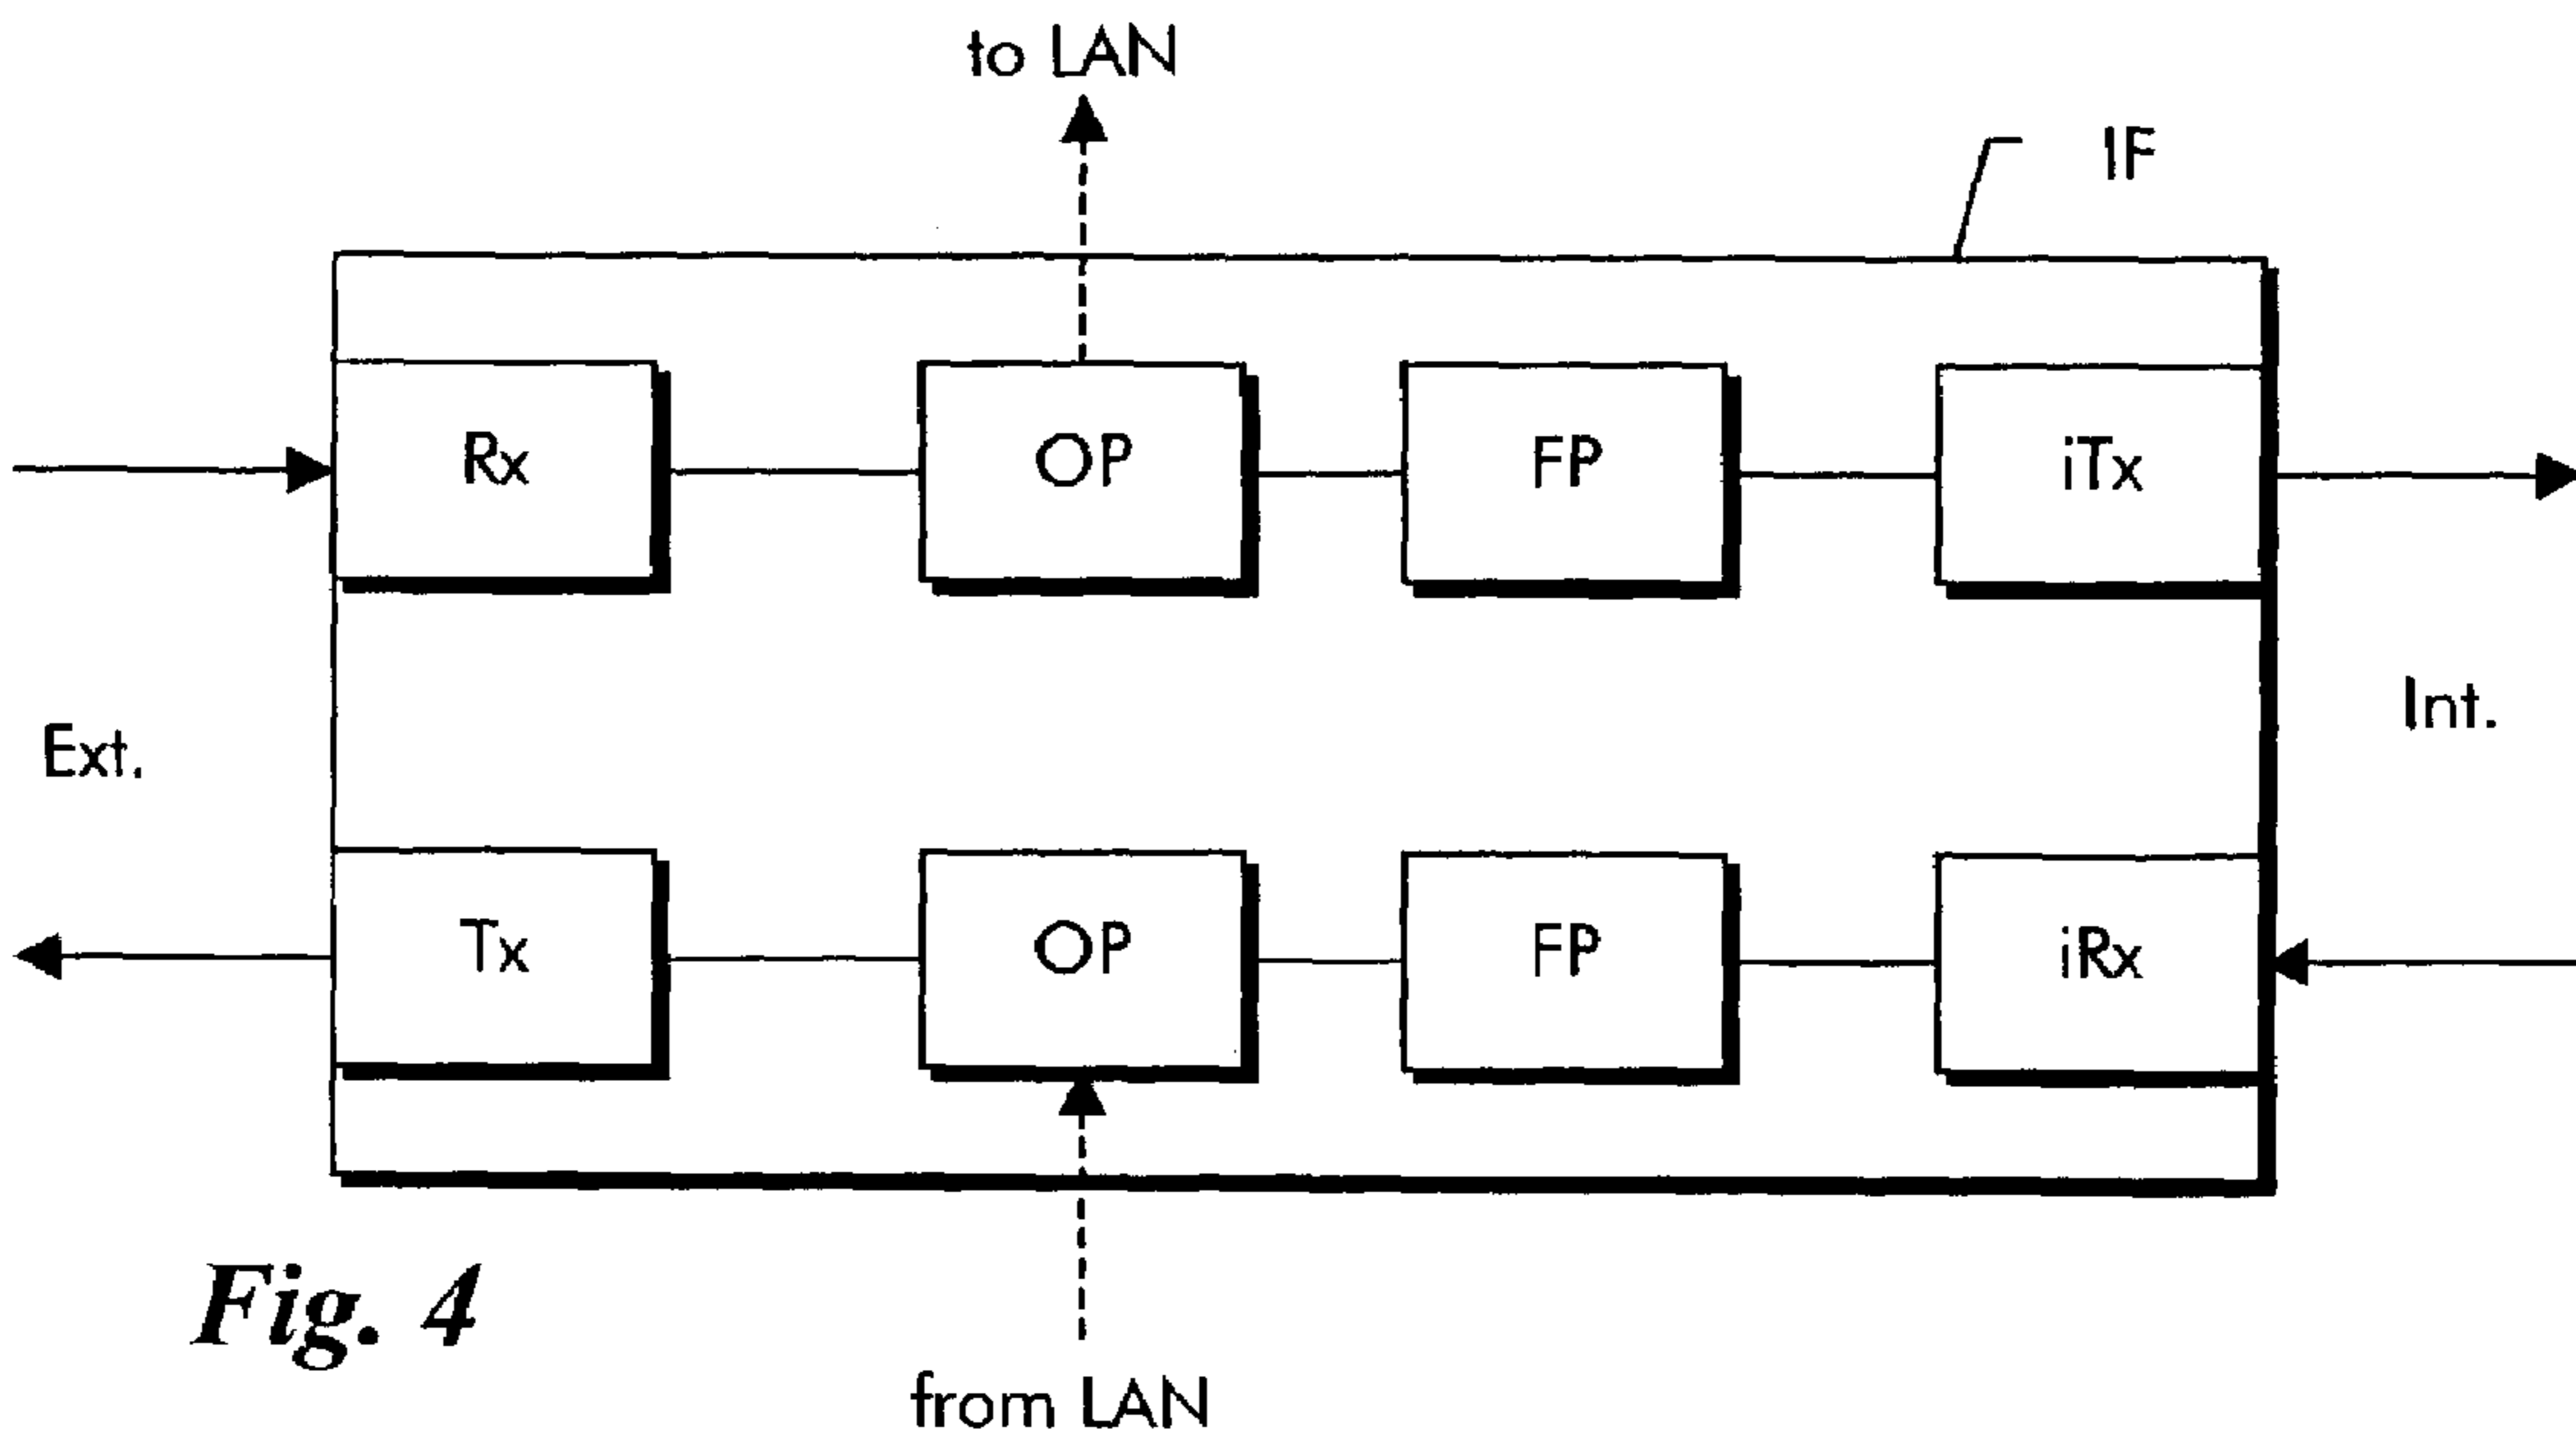 to LAN
IF
Rx
OP
FP
iTx
Ext.
Int.
Tx
OP
FP
iRx
Fig. 4
from LAN